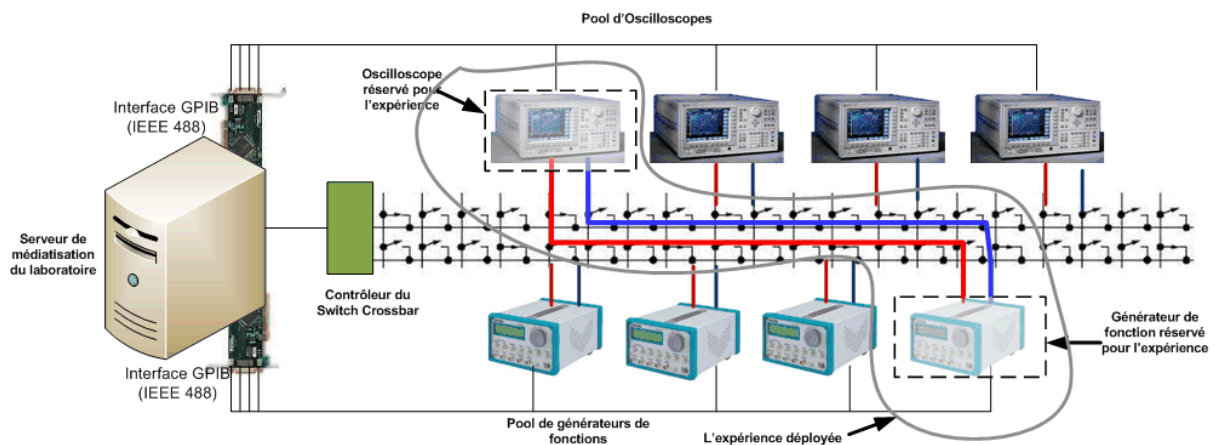 Pool d'Oscilloscopes
Oscilloscope
réservé pour
l'expérience
Interface GPIB
(IEEE 488)
Serveur de
médiatisation
du laboratoire
Contrôleur du
Switch Crossbar
Générateur de
fonction réservé
pour l'expérience
Interface GPIB
(IEEE 488)
Pool de générateurs de
fonctions
L'expérience déployée